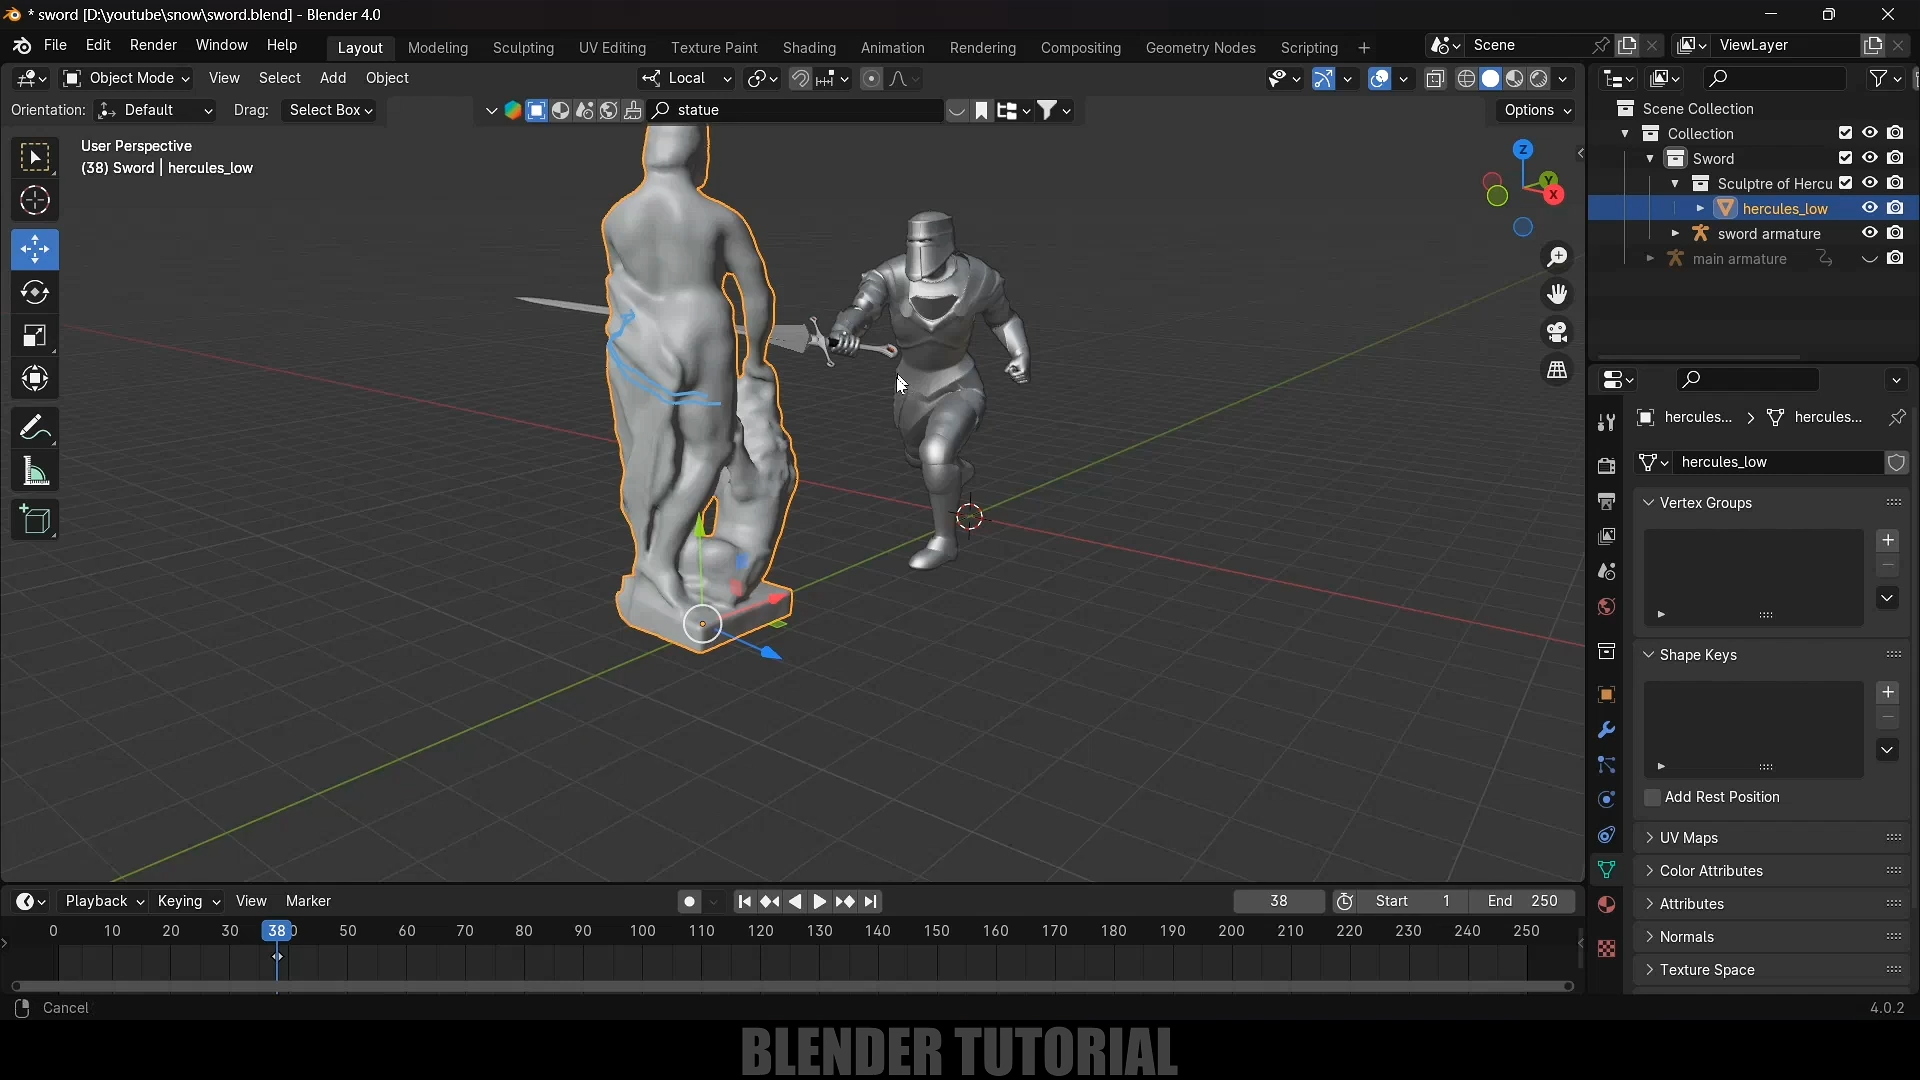 * sword [D:\youtube\snow\sword.blend] - Blender 4.0
File Edit Render Window Help Layout Modeling Sculpting UV Editing Texture Paint Shading Animation Rendering Compositing Geometry Nodes Scripting + Scene ViewLayer
Object Mode View Select Add Object Local
Orientation: Default Drag: Select Box statue Options
User Perspective
(38) Sword | hercules_low
Z
Y
X
Scene Collection
Collection
Sword
Sculptre of Hercu
hercules_low
sword armature
main armature
hercules... > hercules...
hercules_low
Vertex Groups
Shape Keys
Add Rest Position
UV Maps
Color Attributes
Attributes
Normals
Texture Space
Playback Keying View Marker 38 Start 1 End 250
0 10 20 30 38 0 50 60 70 80 90 100 110 120 130 140 150 160 170 180 190 200 210 220 230 240 250
Cancel 4.0.2
BLENDER TUTORIAL